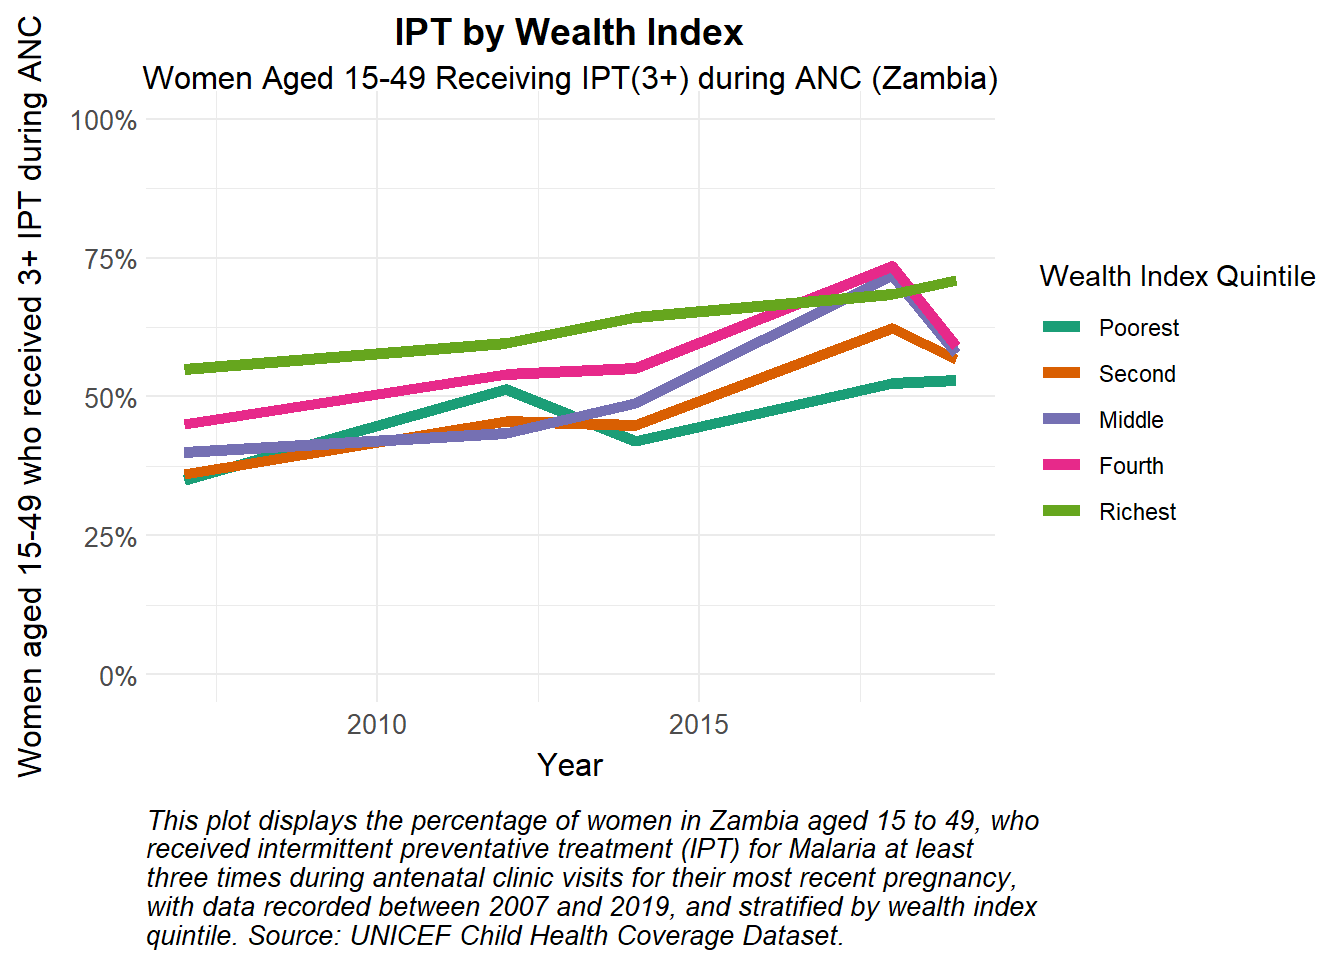 IPT by Wealth Index
Women Aged 15-49 Receiving IPT(3+) during ANC (Zambia)
Women aged 15-49 who received 3+ IPT during ANC
100%
75%
50%
25%
0%
2010
2015
Year
Wealth Index Quintile
Poorest
Second
Middle
Fourth
Richest
This plot displays the percentage of women in Zambia aged 15 to 49, who
received intermittent preventative treatment (IPT) for Malaria at least
three times during antenatal clinic visits for their most recent pregnancy,
with data recorded between 2007 and 2019, and stratified by wealth index
quintile. Source: UNICEF Child Health Coverage Dataset.